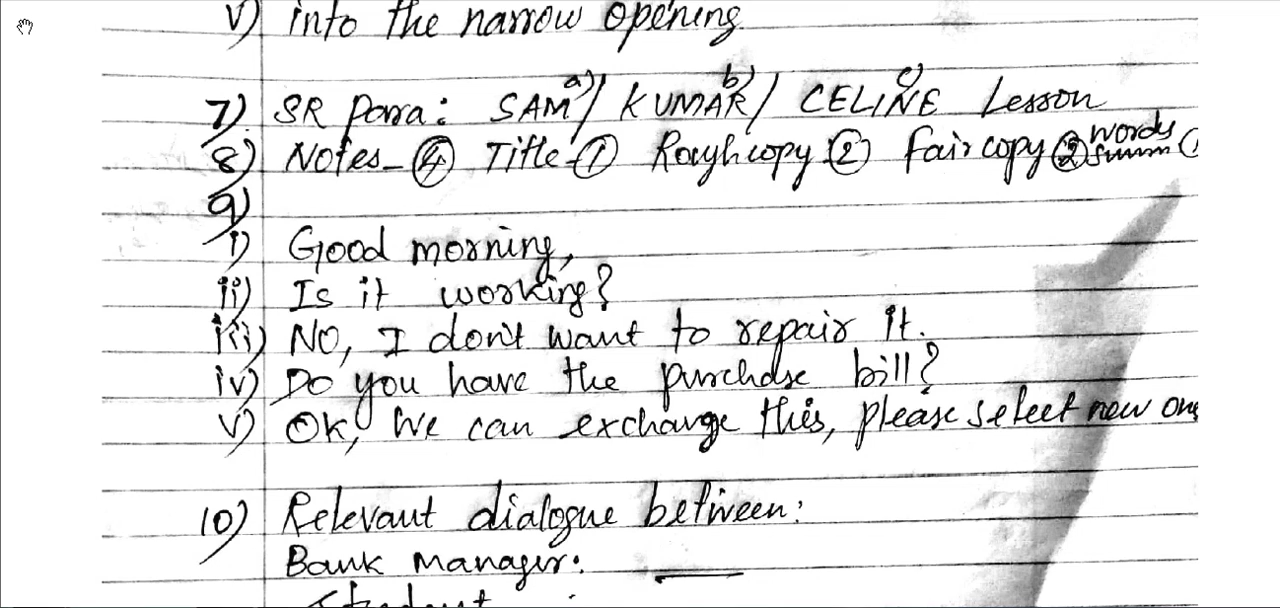 v) into the narrow opening.
7) SR Para: SAM a) / KUMAR b) / CELINE c) Lesson
8) Notes - 4 Title - 1 Rough copy 2 Fair copy 2 words
9)
i) Good morning,
ii) Is it working?
iii) NO, I don't want to repair it.
iv) Do you have the purchase bill?
v) Ok, We can exchange this, please select new one
10) Relevant dialogue between:
Bank Manager:
Student :